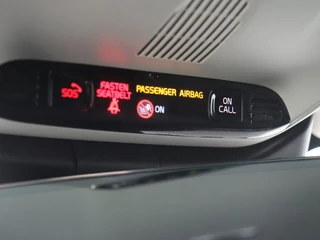 SOS
FASTEN
SEATBELT
PASSENGER AIRBAG
ON
ON
CALL